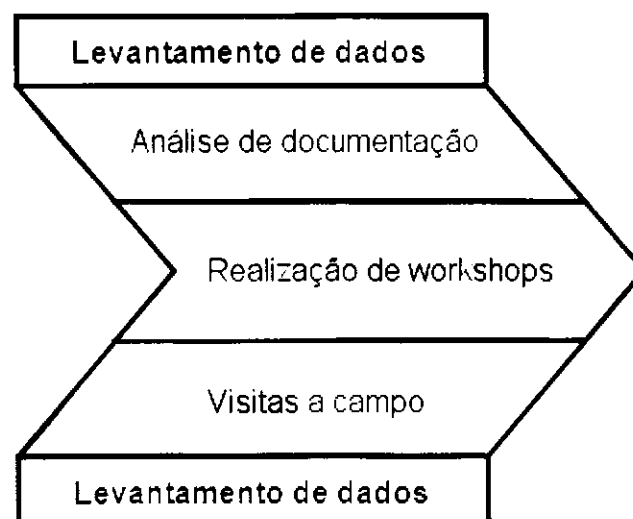 Levantamento de dados
Análise de documentação
Realização de workshops
Visitas a campo
Levantamento de dados